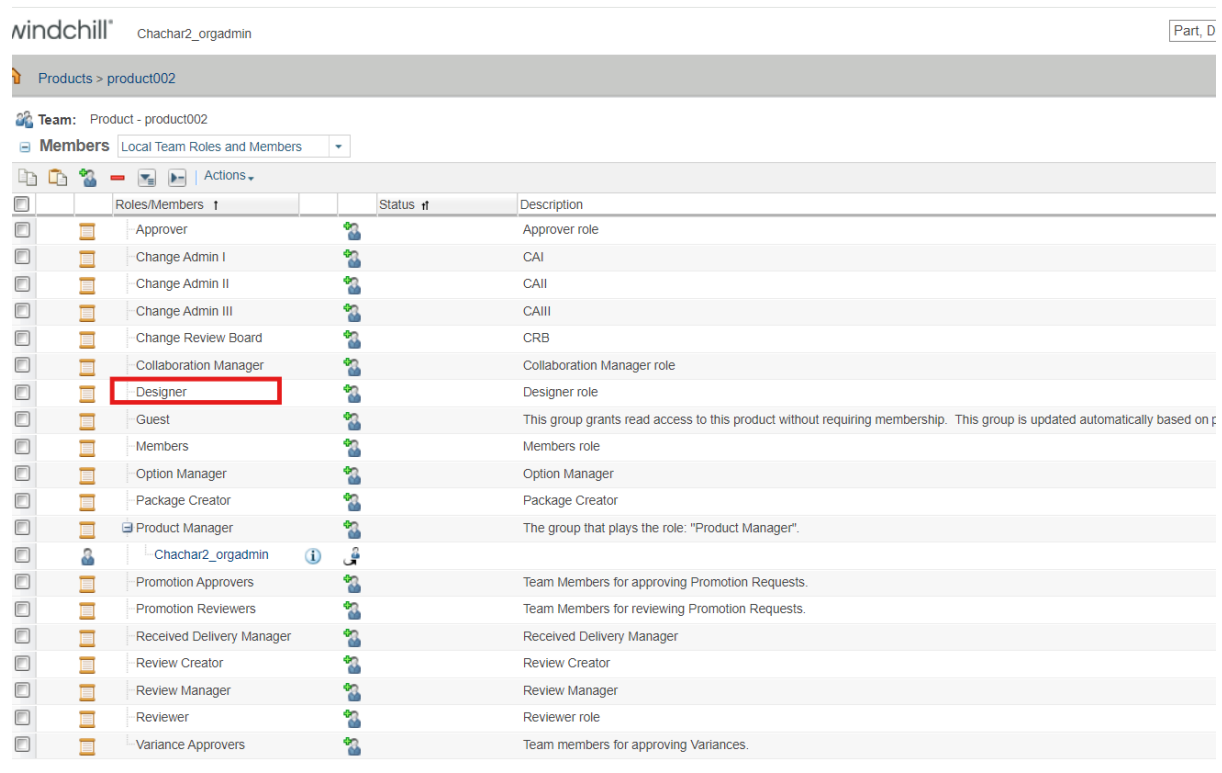 windchill® Chachar2_orgadmin Part, D
Products > product002
Team: Product - product002
Members Local Team Roles and Members
Actions
Roles/Members Status Description
Approver Approver role
Change Admin I CAI
Change Admin II CAII
Change Admin III CAIII
Change Review Board CRB
Collaboration Manager Collaboration Manager role
Designer Designer role
Guest This group grants read access to this product without requiring membership. This group is updated automatically based on p
Members Members role
Option Manager Option Manager
Package Creator Package Creator
Product Manager The group that plays the role: "Product Manager".
Chachar2_orgadmin
Promotion Approvers Team Members for approving Promotion Requests.
Promotion Reviewers Team Members for reviewing Promotion Requests.
Received Delivery Manager Received Delivery Manager
Review Creator Review Creator
Review Manager Review Manager
Reviewer Reviewer role
Variance Approvers Team members for approving Variances.